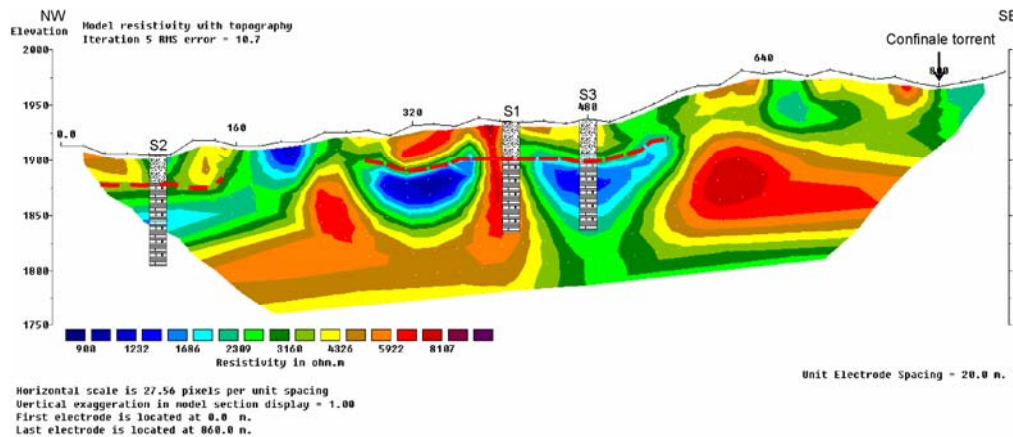 NW
SE
Elevation
Model resistivity with topography
Iteration 5 RMS error = 10.7
Confinale torrent
2000
640
800
1950
S3
S1
480
320
0.0
160
S2
1900
1850
1800
1750
900 1232 1686 2309 3160 4326 5922 8107
Resistivity in ohm.m
Unit Electrode Spacing = 20.0 m.
Horizontal scale is 27.56 pixels per unit spacing
Vertical exaggeration in model section display = 1.00
First electrode is located at 0.0 m.
Last electrode is located at 860.0 m.